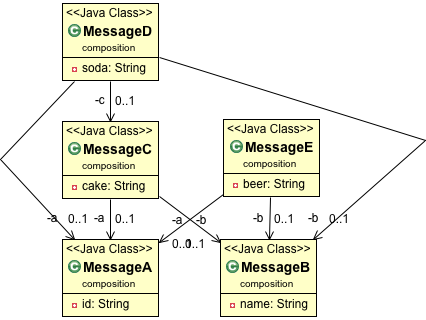 <<Java Class>>
MessageD
composition
soda: String
-c 0..1
<<Java Class>>
MessageC
composition
cake: String
<<Java Class>>
MessageE
composition
beer: String
-a 0..1 -a 0..1 -a -b -b 0..1 -b 0..1
0..1 0..1
<<Java Class>>
MessageA
composition
id: String
<<Java Class>>
MessageB
composition
name: String